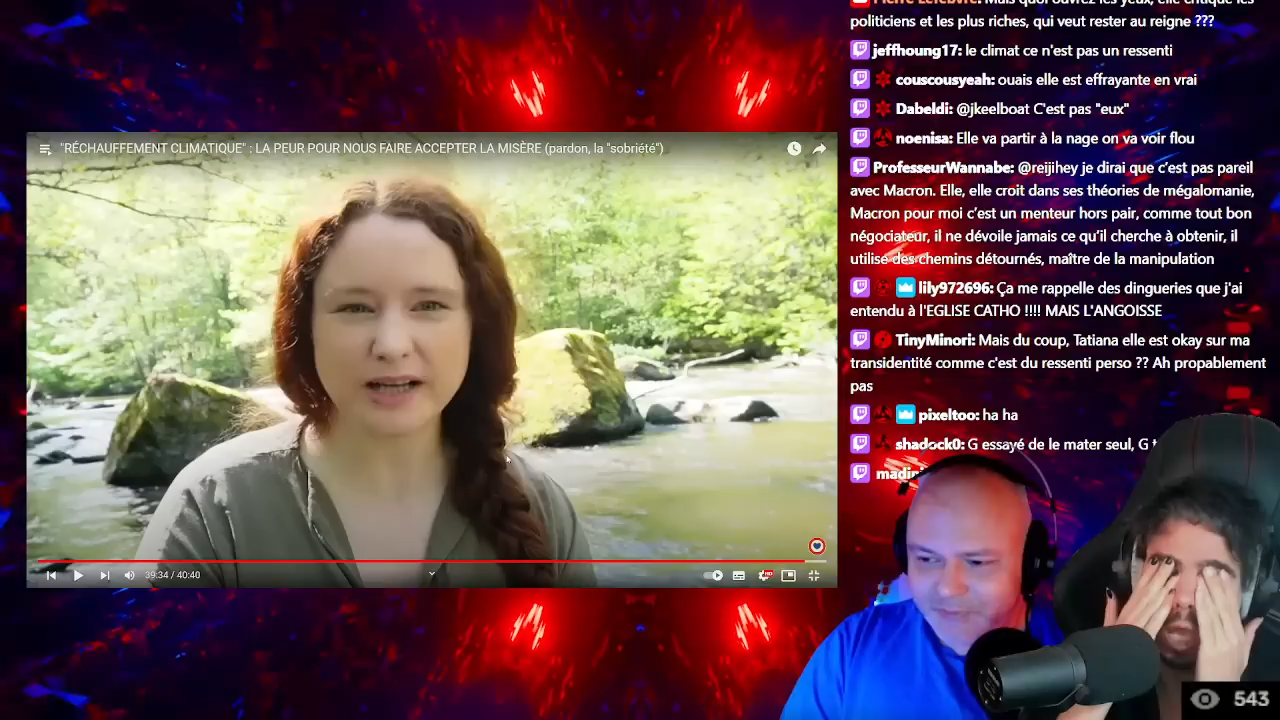 "RÉCHAUFFEMENT CLIMATIQUE" : LA PEUR POUR NOUS FAIRE ACCEPTER LA MISÈRE (pardon, la "sobriété")
39:34 / 40:40
HD
politiciens et les plus riches, qui veut rester au reigne ???
jeffhoung17: le climat ce n'est pas un ressenti
couscousyeah: ouais elle est effrayante en vrai
Dabeldi: @jkeelboat C'est pas "eux"
noenisa: Elle va partir à la nage on va voir flou
ProfesseurWannabe: @reijihey je dirai que c'est pas pareil
avec Macron. Elle, elle croit dans ses théories de mégalomanie,
Macron pour moi c'est un menteur hors pair, comme tout bon
négociateur, il ne dévoile jamais ce qu'il cherche à obtenir, il
utilise des chemins détournés, maître de la manipulation
lily972696: Ça me rappelle des dingueries que j'ai
entendu à l'EGLISE CATHO !!!! MAIS L'ANGOISSE
TinyMinori: Mais du coup, Tatiana elle est okay sur ma
transidentité comme c'est du ressenti perso ?? Ah propablement
pas
pixeltoo: ha ha
shadock0: G essayé de le mater seul, G
543